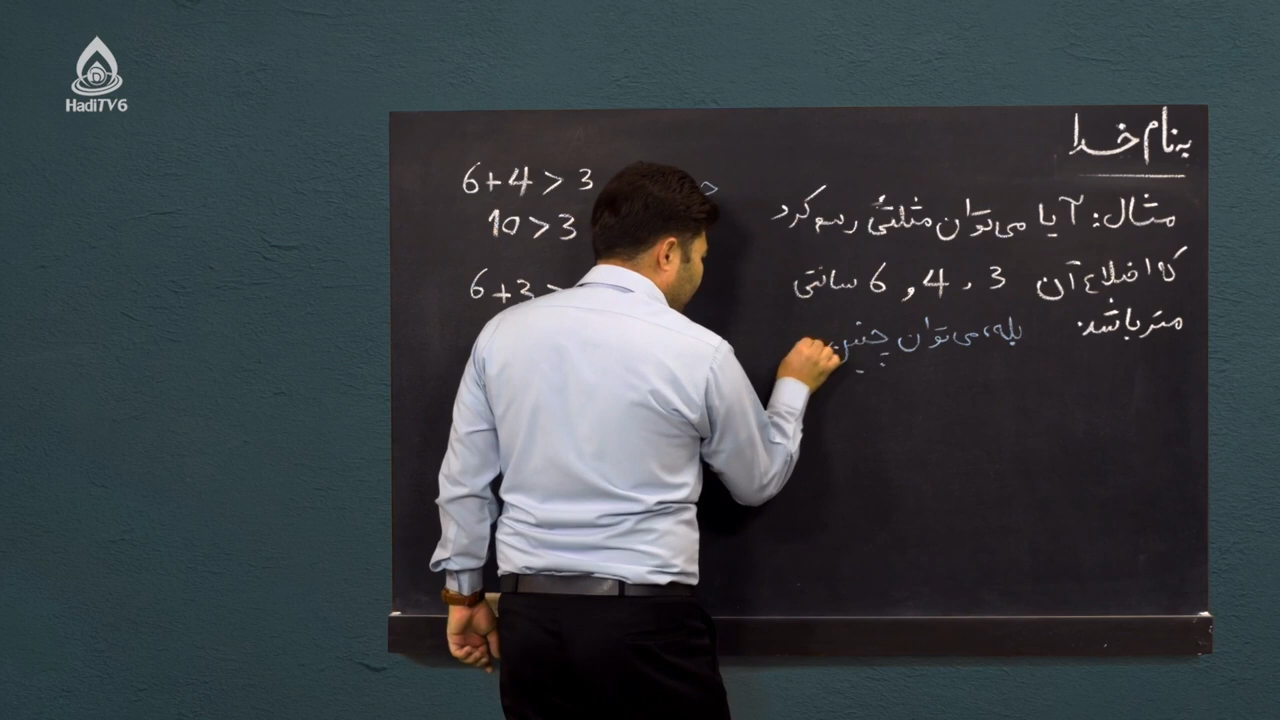 HadiTV6
به نام خدا
مثال: آیا می‌توان مثلثی رسم کرد
که اضلاع آن 3 ، 4 و 6 سانتی
متر باشد.
بله، می‌توان چنین
6+4 > 3
10 > 3
6+3 >